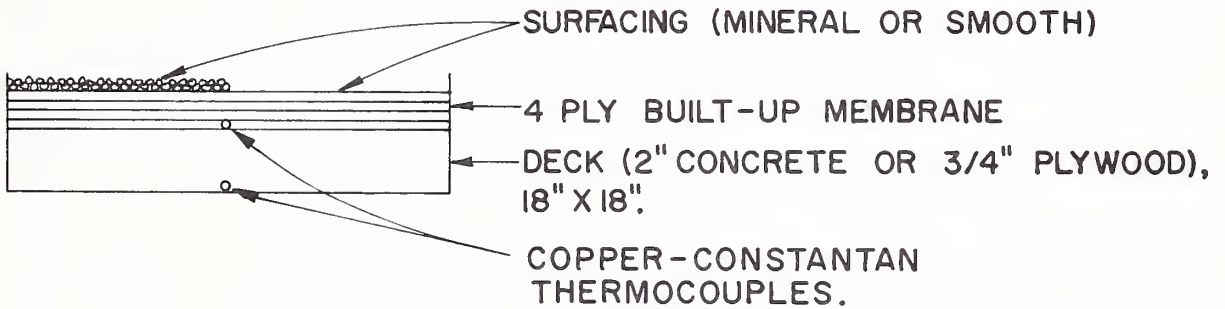 SURFACING (MINERAL OR SMOOTH)
4 PLY BUILT-UP MEMBRANE
DECK (2" CONCRETE OR 3/4" PLYWOOD),
18" X 18".
COPPER-CONSTANTAN
THERMOCOUPLES.